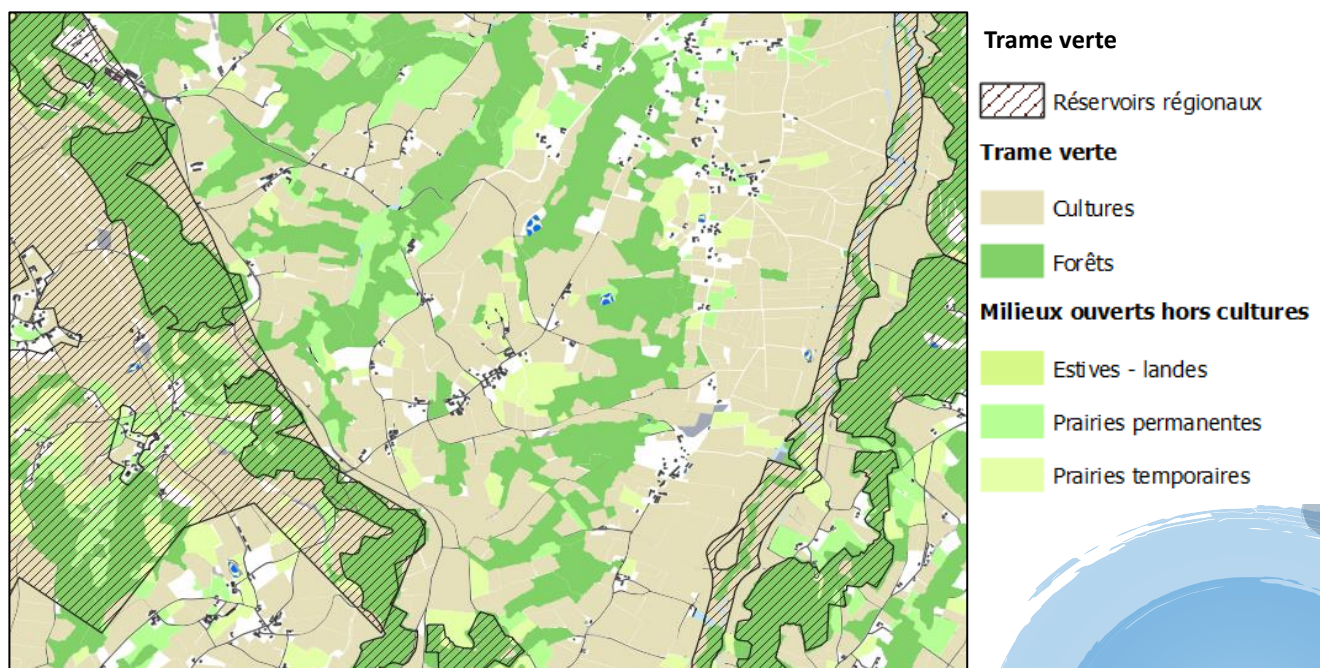 Trame verte
Réservoirs régionaux
Trame verte
Cultures
Forêts
Milieux ouverts hors cultures
Estives - landes
Prairies permanentes
Prairies temporaires